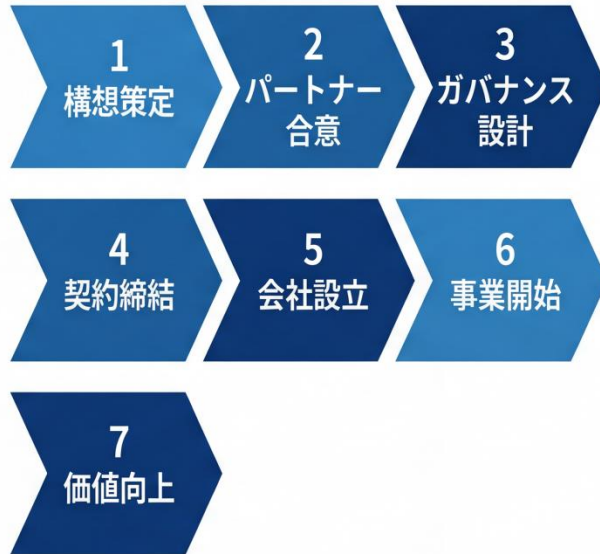 1
構想策定
2
パートナー
合意
3
ガバナンス
設計
4
契約締結
5
会社設立
6
事業開始
7
価値向上